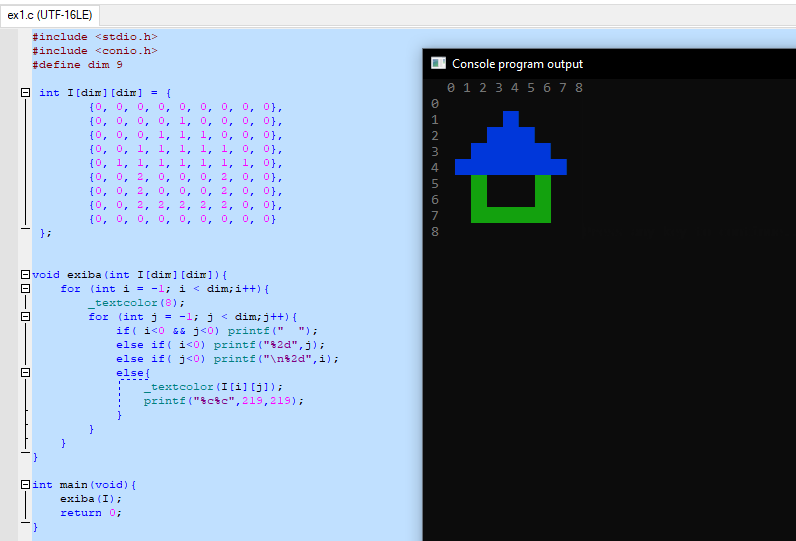 ex1.c (UTF-16LE)
#include <stdio.h>
#include <conio.h>
#define dim 9
int I[dim][dim] = {
{0, 0, 0, 0, 0, 0, 0, 0, 0},
{0, 0, 0, 0, 1, 0, 0, 0, 0},
{0, 0, 0, 1, 1, 1, 0, 0, 0},
{0, 0, 1, 1, 1, 1, 1, 0, 0},
{0, 1, 1, 1, 1, 1, 1, 1, 0},
{0, 0, 2, 0, 0, 0, 2, 0, 0},
{0, 0, 2, 0, 0, 0, 2, 0, 0},
{0, 0, 2, 2, 2, 2, 2, 0, 0},
{0, 0, 0, 0, 0, 0, 0, 0, 0}
};
void exiba(int I[dim][dim]){
for (int i = -1; i < dim;i++){
_textcolor(8);
for (int j = -1; j < dim;j++){
if( i<0 && j<0) printf("  ");
else if( i<0) printf("%2d",j);
else if( j<0) printf("\n%2d",i);
else{
_textcolor(I[i][j]);
printf("%c%c",219,219);
}
}
}
}
int main(void){
exiba(I);
return 0;
}
Console program output
0 1 2 3 4 5 6 7 8
0
1
2
3
4
5
6
7
8